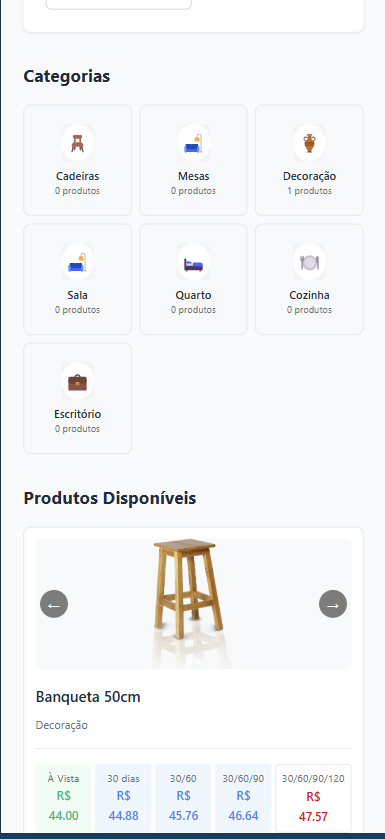 Categorias
Cadeiras
0 produtos
Mesas
0 produtos
Decoração
1 produtos
Sala
0 produtos
Quarto
0 produtos
Cozinha
0 produtos
Escritório
0 produtos
Produtos Disponíveis
← →
Banqueta 50cm
Decoração
À Vista
R$
44.00
30 dias
R$
44.88
30/60
R$
45.76
30/60/90
R$
46.64
30/60/90/120
R$
47.57